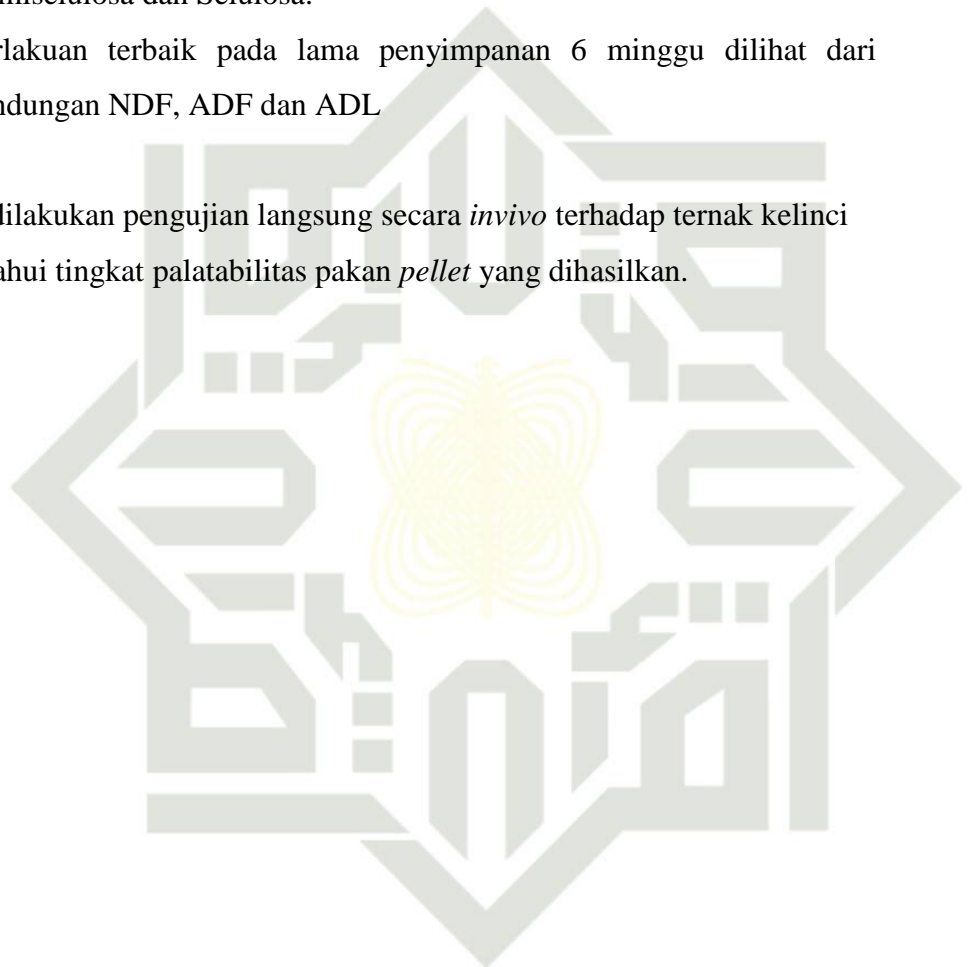 miselulosa dan Selulosa.
rlakuan terbaik pada lama penyimpanan 6 minggu dilihat dari
ndungan NDF, ADF dan ADL
dilakukan pengujian langsung secara invivo terhadap ternak kelinci
ahui tingkat palatabilitas pakan pellet yang dihasilkan.